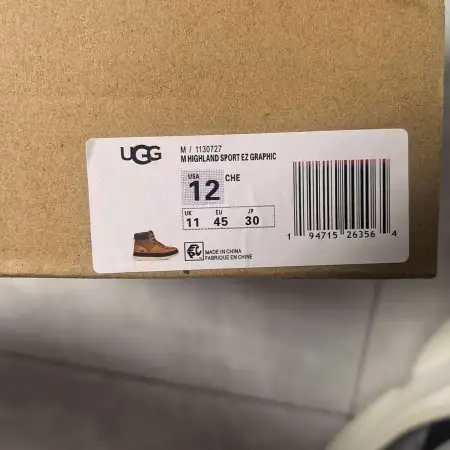 UGG
M / 1130727
M HIGHLAND SPORT EZ GRAPHIC
USA
12
CHE
UK EU JP
11 45 30
MADE IN CHINA
FABRIQUE EN CHINE
1 94715 26356 4